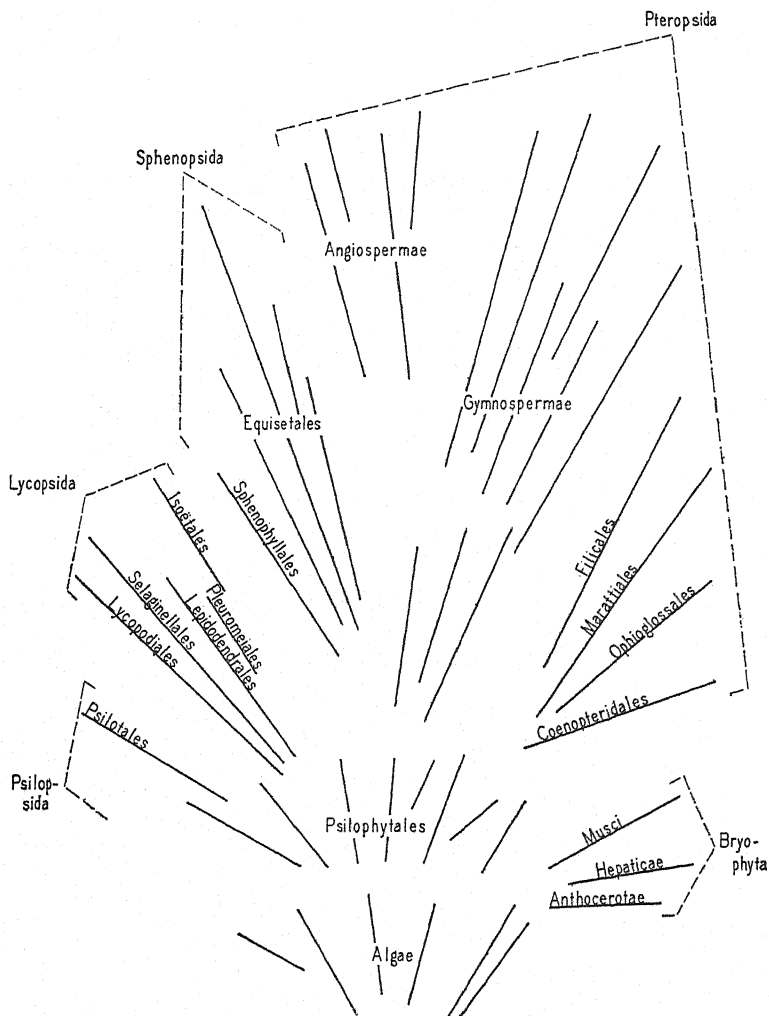 Pteropsida
Sphenopsida
Angiospermae
Gymnospermae
Equisetales
Lycopsida
Isoëtales
Sphenophyllales
Filicales
Selaginellales
Lycopodiales
Pleuromeiales
Lepidodendrales
Marattiales
Ophioglossales
Coenopteridales
Psilotales
Psilop-
sida
Psilophytales
Musci
Bryo-
phyta
Hepaticae
Anthocerotae
Algae